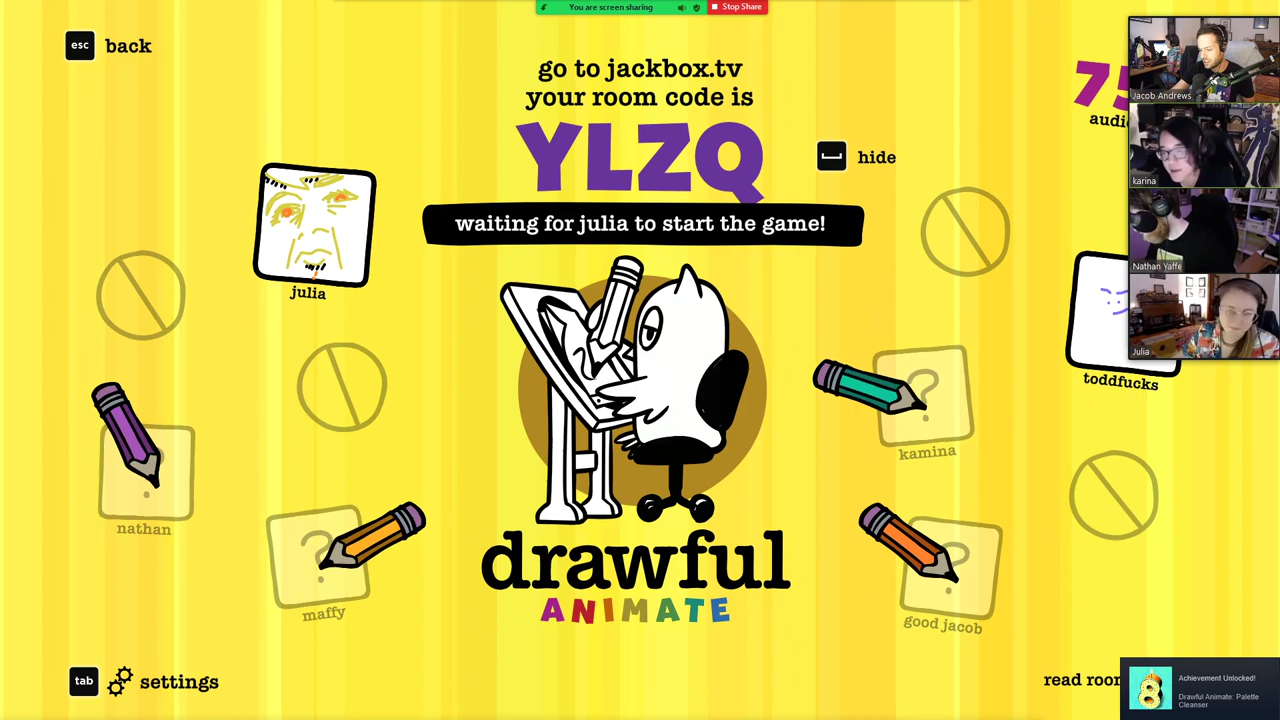 You are screen sharing
Stop Share
esc back
go to jackbox.tv
your room code is
YLZQ
hide
waiting for julia to start the game!
75
Jacob Andrews
karina
Nathan Yaffe
Julia
julia
toddfucks
kamina
nathan
maffy
good jacob
drawful
ANIMATE
tab settings
read
Achievement Unlocked!
Drawful Animate: Palette
Cleanser